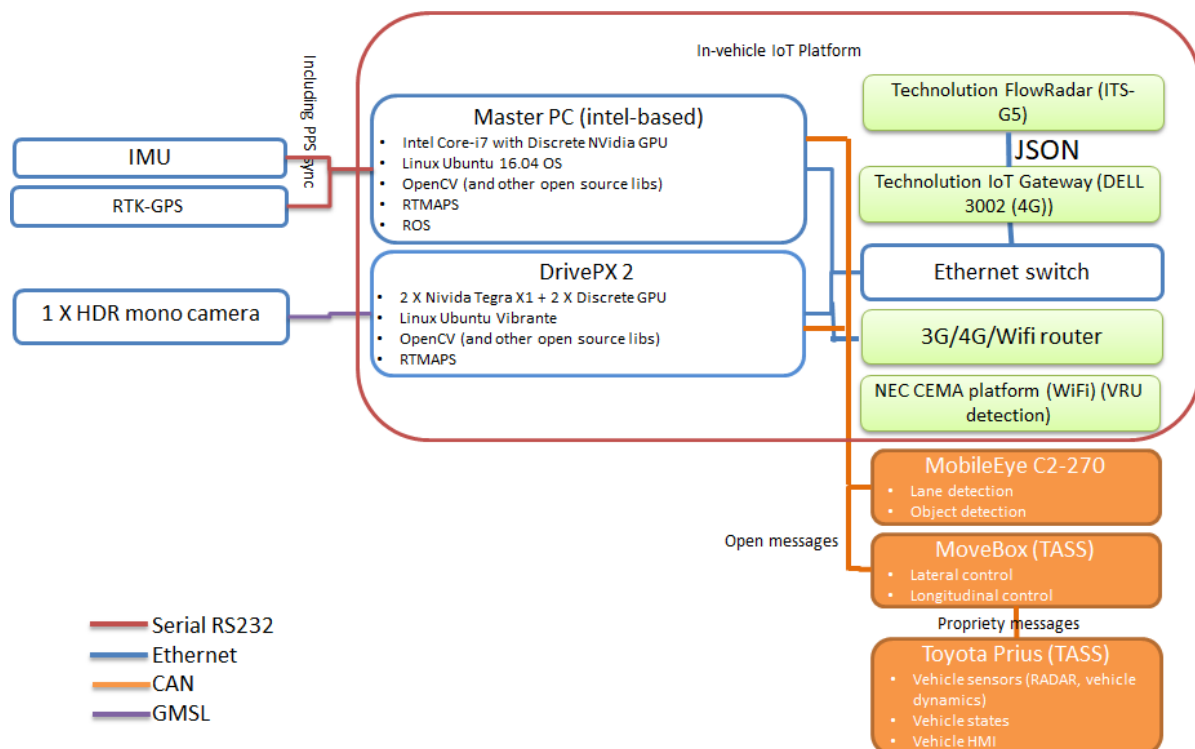 In-vehicle IoT Platform
Including PPS sync
IMU
RTK-GPS
1 X HDR mono camera
Master PC (intel-based)
• Intel Core-i7 with Discrete NVidia GPU
• Linux Ubuntu 16.04 OS
• OpenCV (and other open source libs)
• RTMAPS
• ROS
DrivePX 2
• 2 X Nivida Tegra X1 + 2 X Discrete GPU
• Linux Ubuntu Vibrante
• OpenCV (and other open source libs)
• RTMAPS
Technolution FlowRadar (ITS-
G5)
JSON
Technolution IoT Gateway (DELL
3002 (4G))
Ethernet switch
3G/4G/Wifi router
NEC CEMA platform (WiFi) (VRU
detection)
MobileEye C2-270
• Lane detection
• Object detection
Open messages
MoveBox (TASS)
• Lateral control
• Longitudinal control
Propriety messages
Toyota Prius (TASS)
• Vehicle sensors (RADAR, vehicle
dynamics)
• Vehicle states
• Vehicle HMI
Serial RS232
Ethernet
CAN
GMSL